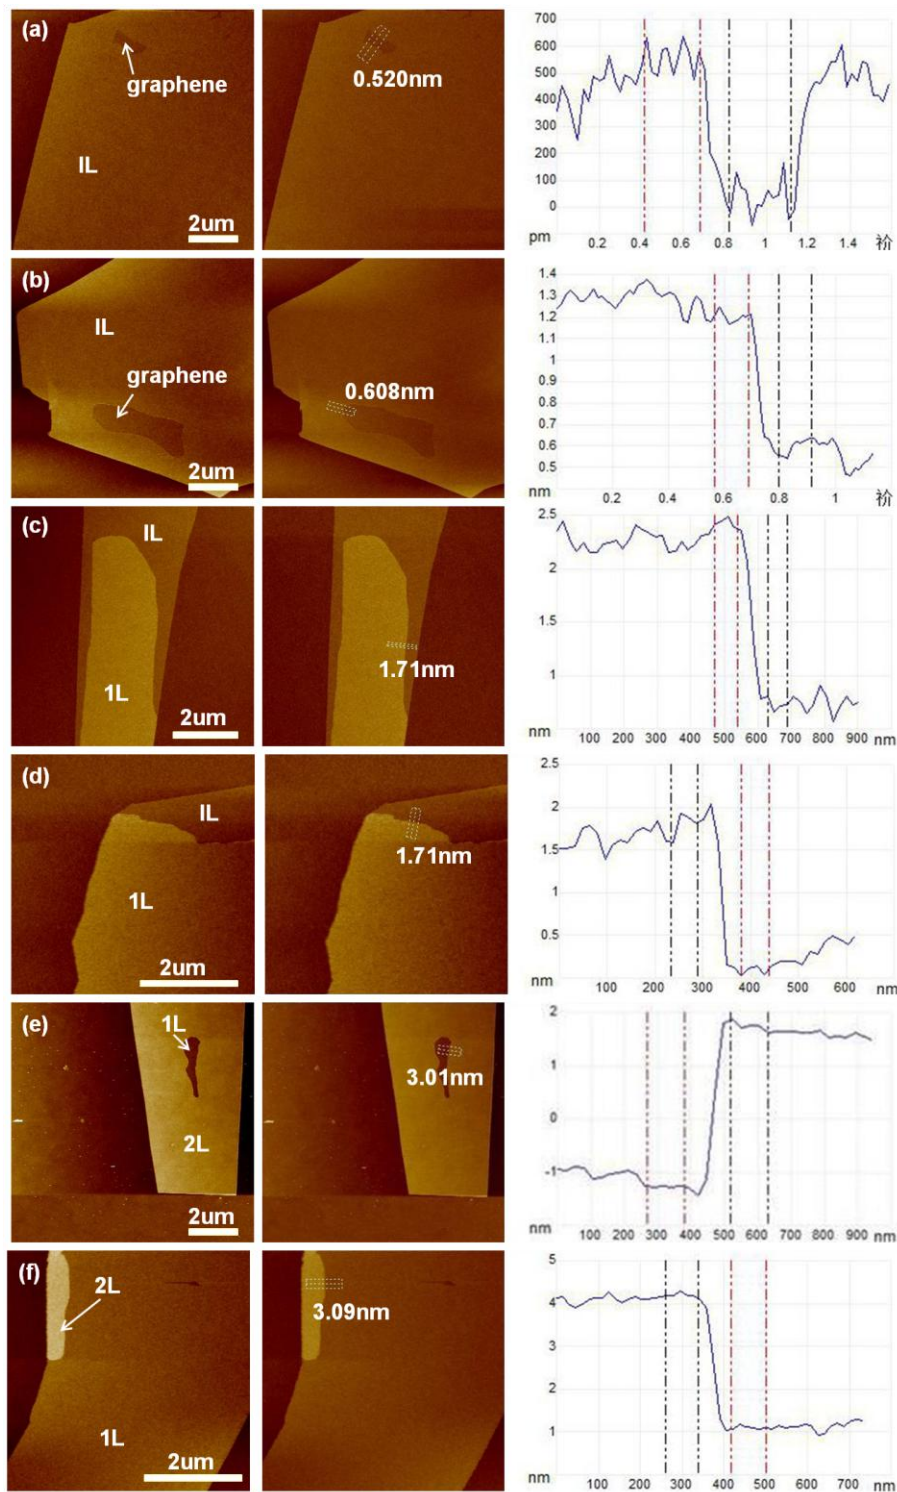 (a)
graphene
IL
2um
0.520nm
700
600
500
400
300
200
100
0
pm
0.2
0.4
0.6
0.8
1
1.2
1.4
祄
(b)
IL
graphene
2um
0.608nm
1.4
1.3
1.2
1
1
0.9
0.8
0.7
0.6
0.5
nm
0.2
0.4
0.6
0.8
1
祄
(c)
IL
1L
2um
1.71nm
2.5
2
1.5
1
100
200
300
400
500
600
700
800
900
nm
(d)
IL
1L
2um
1.71nm
2.5
2
1.5
1
0.5
nm
100
200
300
400
500
600
nm
(e)
1L
2L
2um
3.01nm
2
1
0
-1
nm
100
200
300
400
500
600
700
800
900
nm
(f)
2L
1L
2um
3.09nm
5
4
3
2
1
nm
100
200
300
400
500
600
700
nm